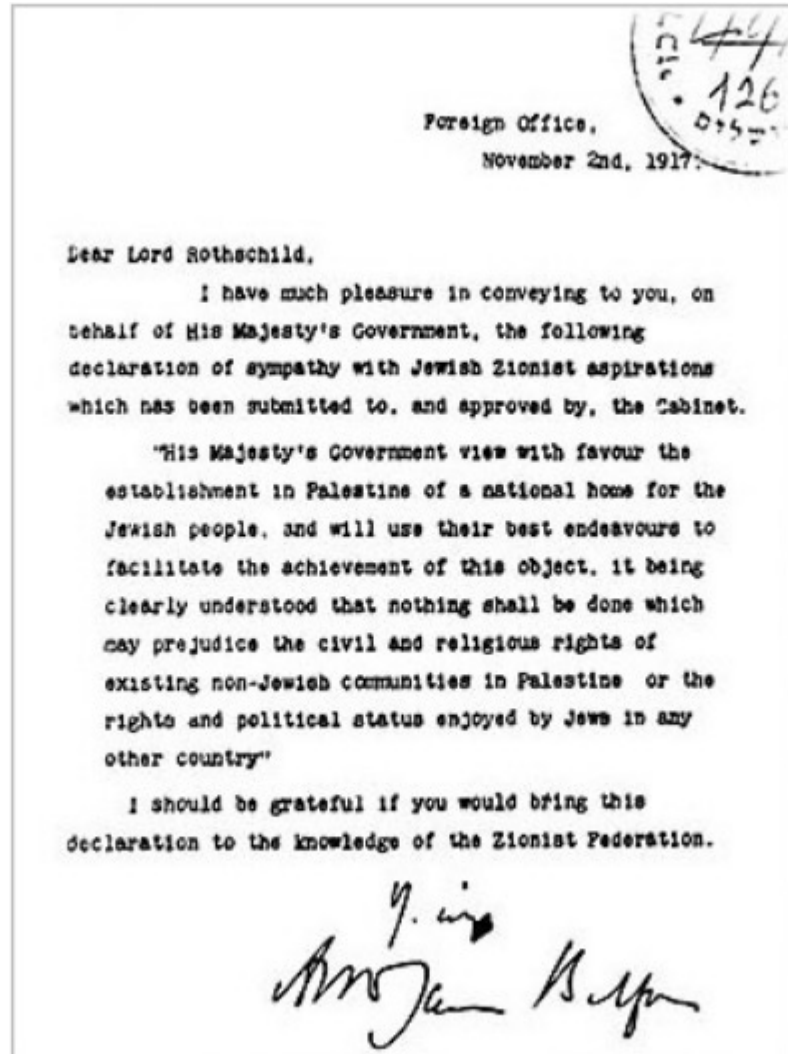 126
Foreign Office,
November 2nd, 1917.
Dear Lord Rothschild,
I have much pleasure in conveying to you, on
behalf of His Majesty's Government, the following
declaration of sympathy with Jewish Zionist aspirations
which has been submitted to, and approved by, the Cabinet.
"His Majesty's Government view with favour the
establishment in Palestine of a national home for the
Jewish people, and will use their best endeavours to
facilitate the achievement of this object, it being
clearly understood that nothing shall be done which
may prejudice the civil and religious rights of
existing non-Jewish communities in Palestine or the
rights and political status enjoyed by Jews in any
other country"
I should be grateful if you would bring this
declaration to the knowledge of the Zionist Federation.
Arthur James Balfour